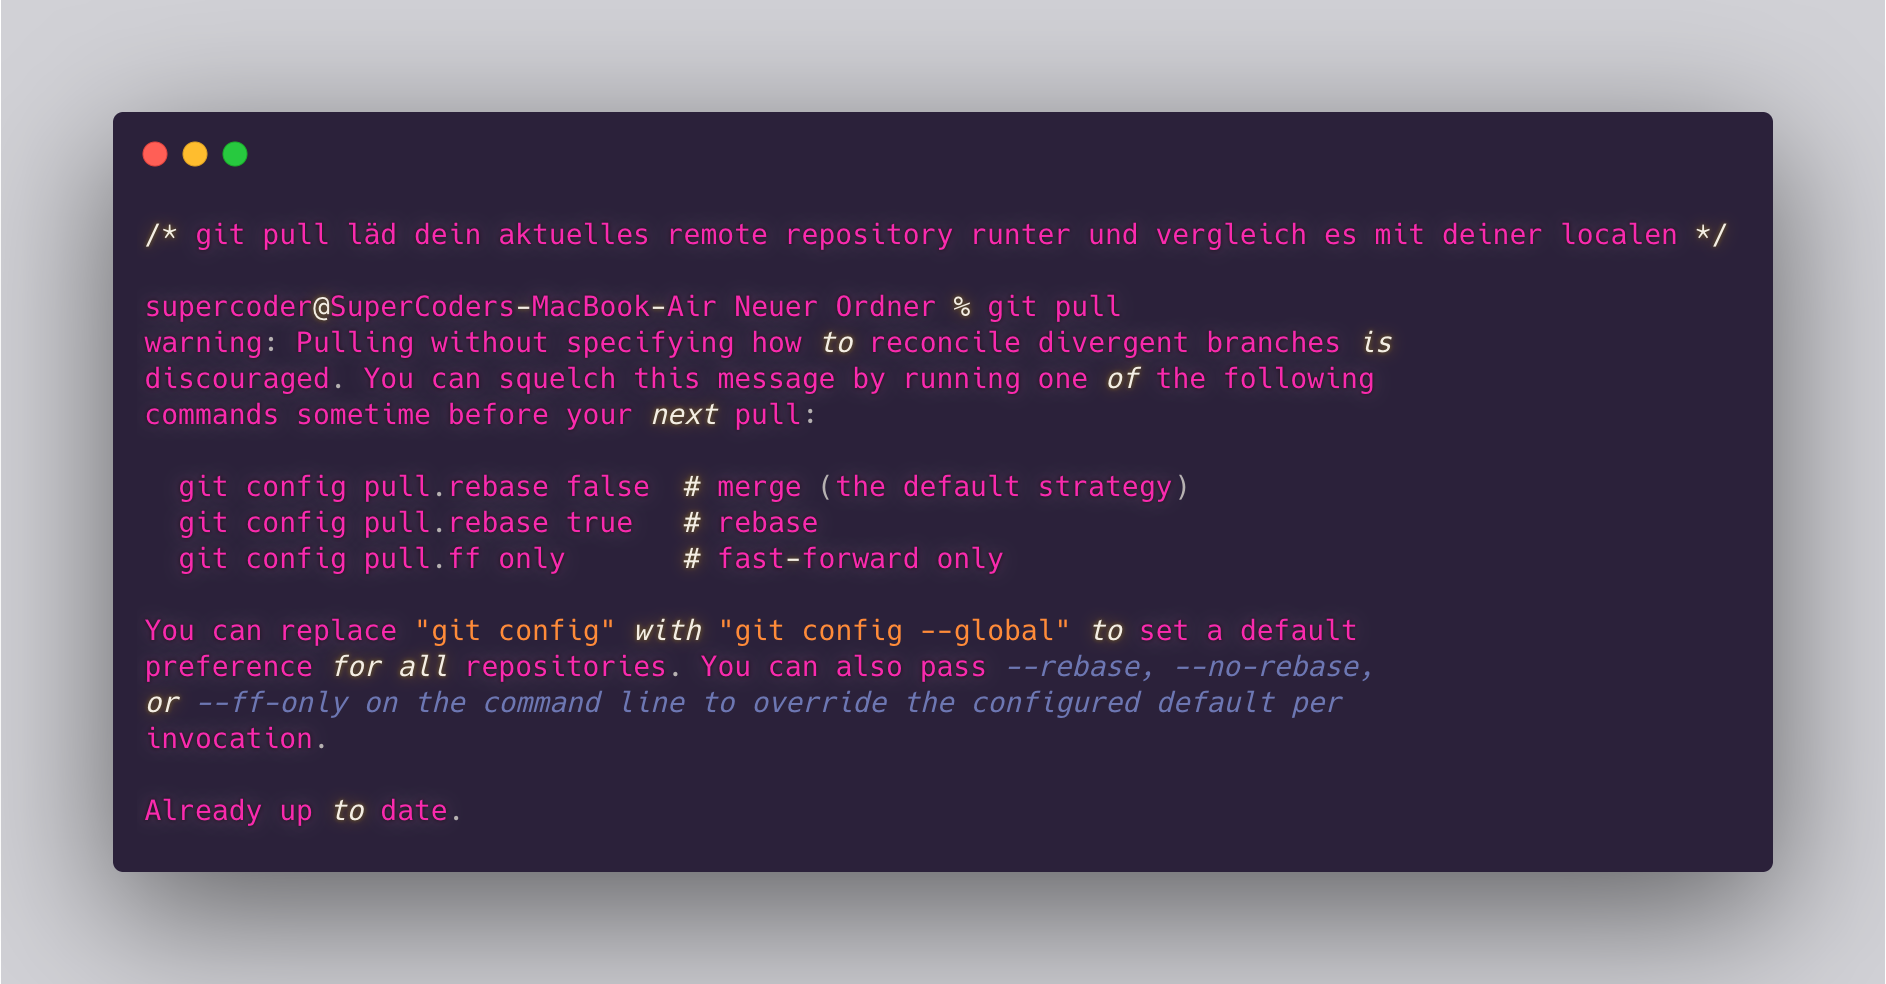 /* git pull läd dein aktuelles remote repository runter und vergleich es mit deiner localen */
supercoder@SuperCoders-MacBook-Air Neuer Ordner % git pull
warning: Pulling without specifying how to reconcile divergent branches is
discouraged. You can squelch this message by running one of the following
commands sometime before your next pull:
  git config pull.rebase false  # merge (the default strategy)
  git config pull.rebase true   # rebase
  git config pull.ff only       # fast-forward only
You can replace "git config" with "git config --global" to set a default
preference for all repositories. You can also pass --rebase, --no-rebase,
or --ff-only on the command line to override the configured default per
invocation.
Already up to date.